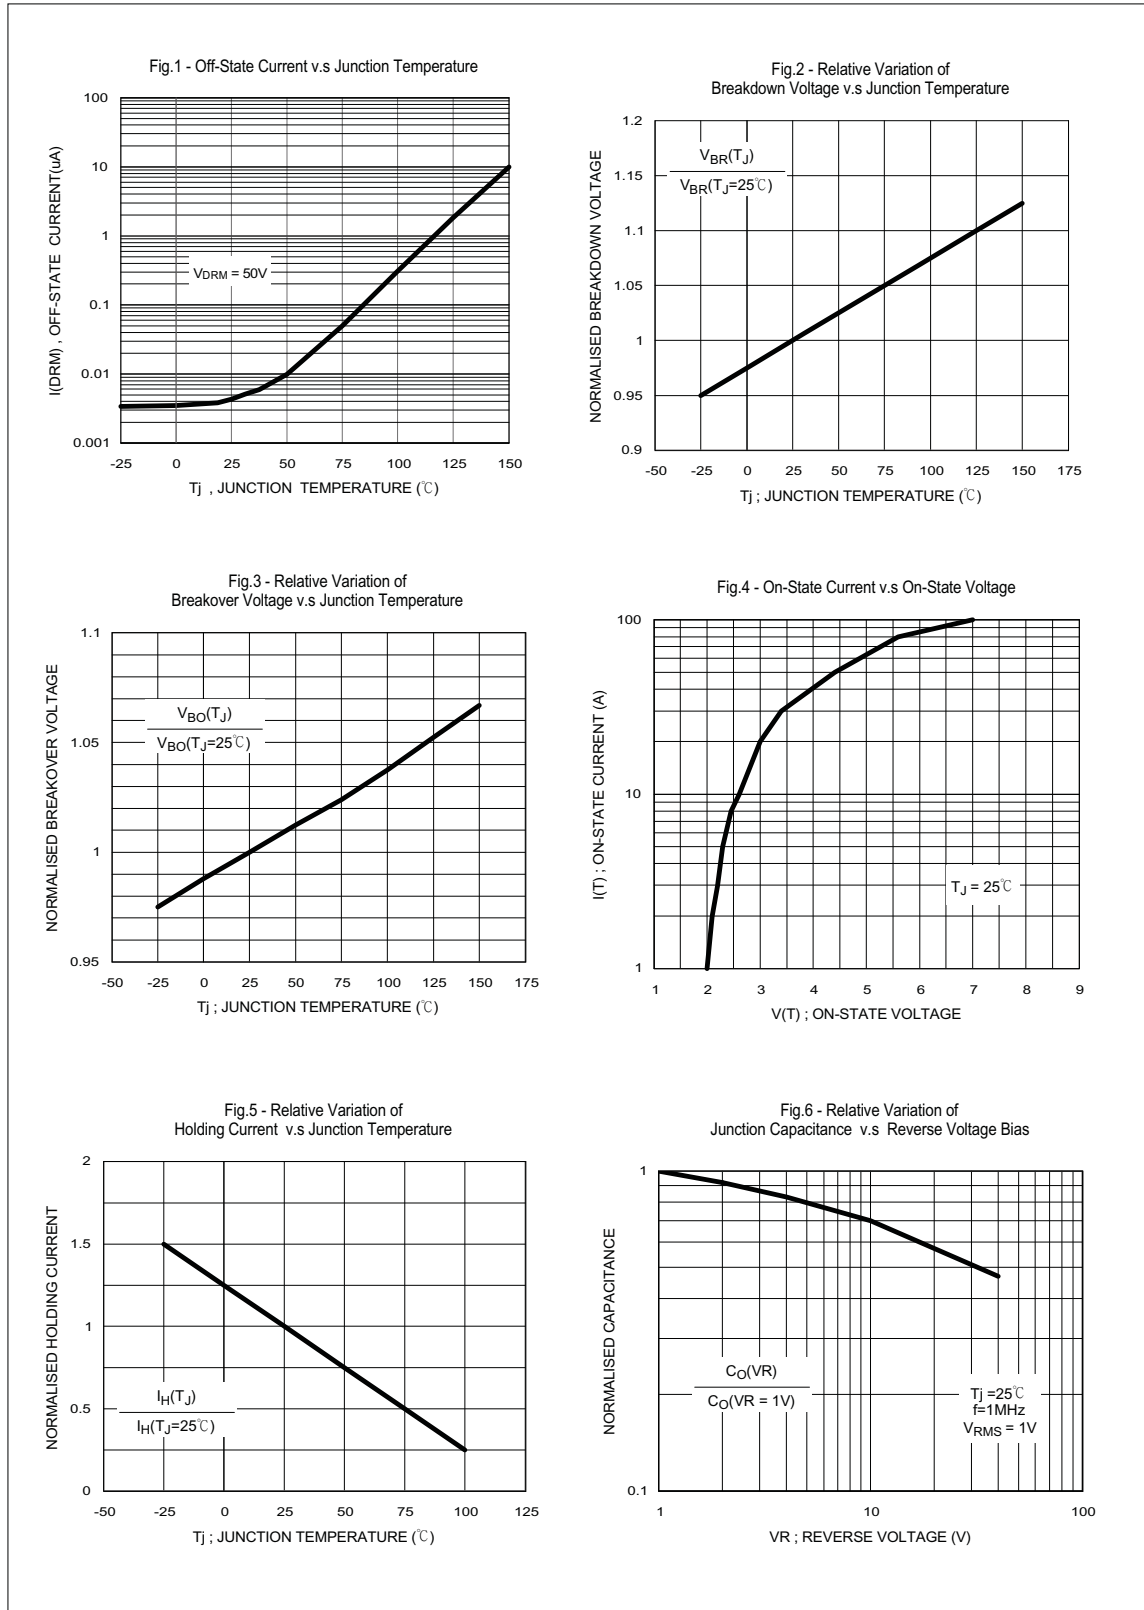 Fig.1 - Off-State Current v.s Junction Temperature
100
10
1
0.1
0.01
0.001
I(DRM) , OFF-STATE CURRENT(uA)
VDRM = 50V
-25 0 25 50 75 100 125 150
Tj , JUNCTION TEMPERATURE (℃)
Fig.2 - Relative Variation of
Breakdown Voltage v.s Junction Temperature
1.2
1.15
1.1
1.05
1
0.95
0.9
NORMALISED BREAKDOWN VOLTAGE
VBR(TJ)
VBR(TJ=25℃)
-50 -25 0 25 50 75 100 125 150 175
Tj ; JUNCTION TEMPERATURE (℃)
Fig.3 - Relative Variation of
Breakover Voltage v.s Junction Temperature
1.1
1.05
1
0.95
NORMALISED BREAKOVER VOLTAGE
VBO(TJ)
VBO(TJ=25℃)
-50 -25 0 25 50 75 100 125 150 175
Tj ; JUNCTION TEMPERATURE (℃)
Fig.4 - On-State Current v.s On-State Voltage
100
10
1
I(T) ; ON-STATE CURRENT (A)
TJ = 25℃
1 2 3 4 5 6 7 8 9
V(T) ; ON-STATE VOLTAGE
Fig.5 - Relative Variation of
Holding Current v.s Junction Temperature
2
1.5
1
0.5
0
NORMALISED HOLDING CURRENT
IH(TJ)
IH(TJ=25℃)
-50 -25 0 25 50 75 100 125
Tj ; JUNCTION TEMPERATURE (℃)
Fig.6 - Relative Variation of
Junction Capacitance v.s Reverse Voltage Bias
1
0.1
NORMALISED CAPACITANCE
CO(VR)
CO(VR = 1V)
Tj =25℃
f=1MHz
VRMS = 1V
1 10 100
VR ; REVERSE VOLTAGE (V)